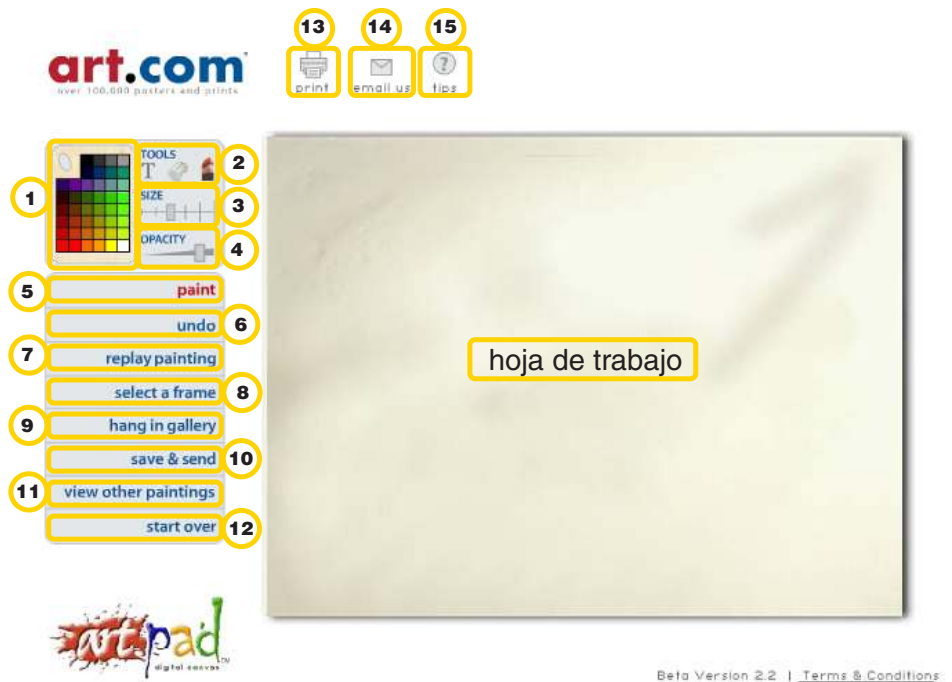 13 14 15
art.com
over 100,000 posters and prints
print email us tips
1
TOOLS 2
T
SIZE 3
OPACITY 4
5 paint
undo 6
7 replay painting
select a frame 8
9 hang in gallery
save & send 10
11 view other paintings
start over 12
hoja de trabajo
artpad
digital canvas TM
Beta Version 2.2 | Terms & Conditions